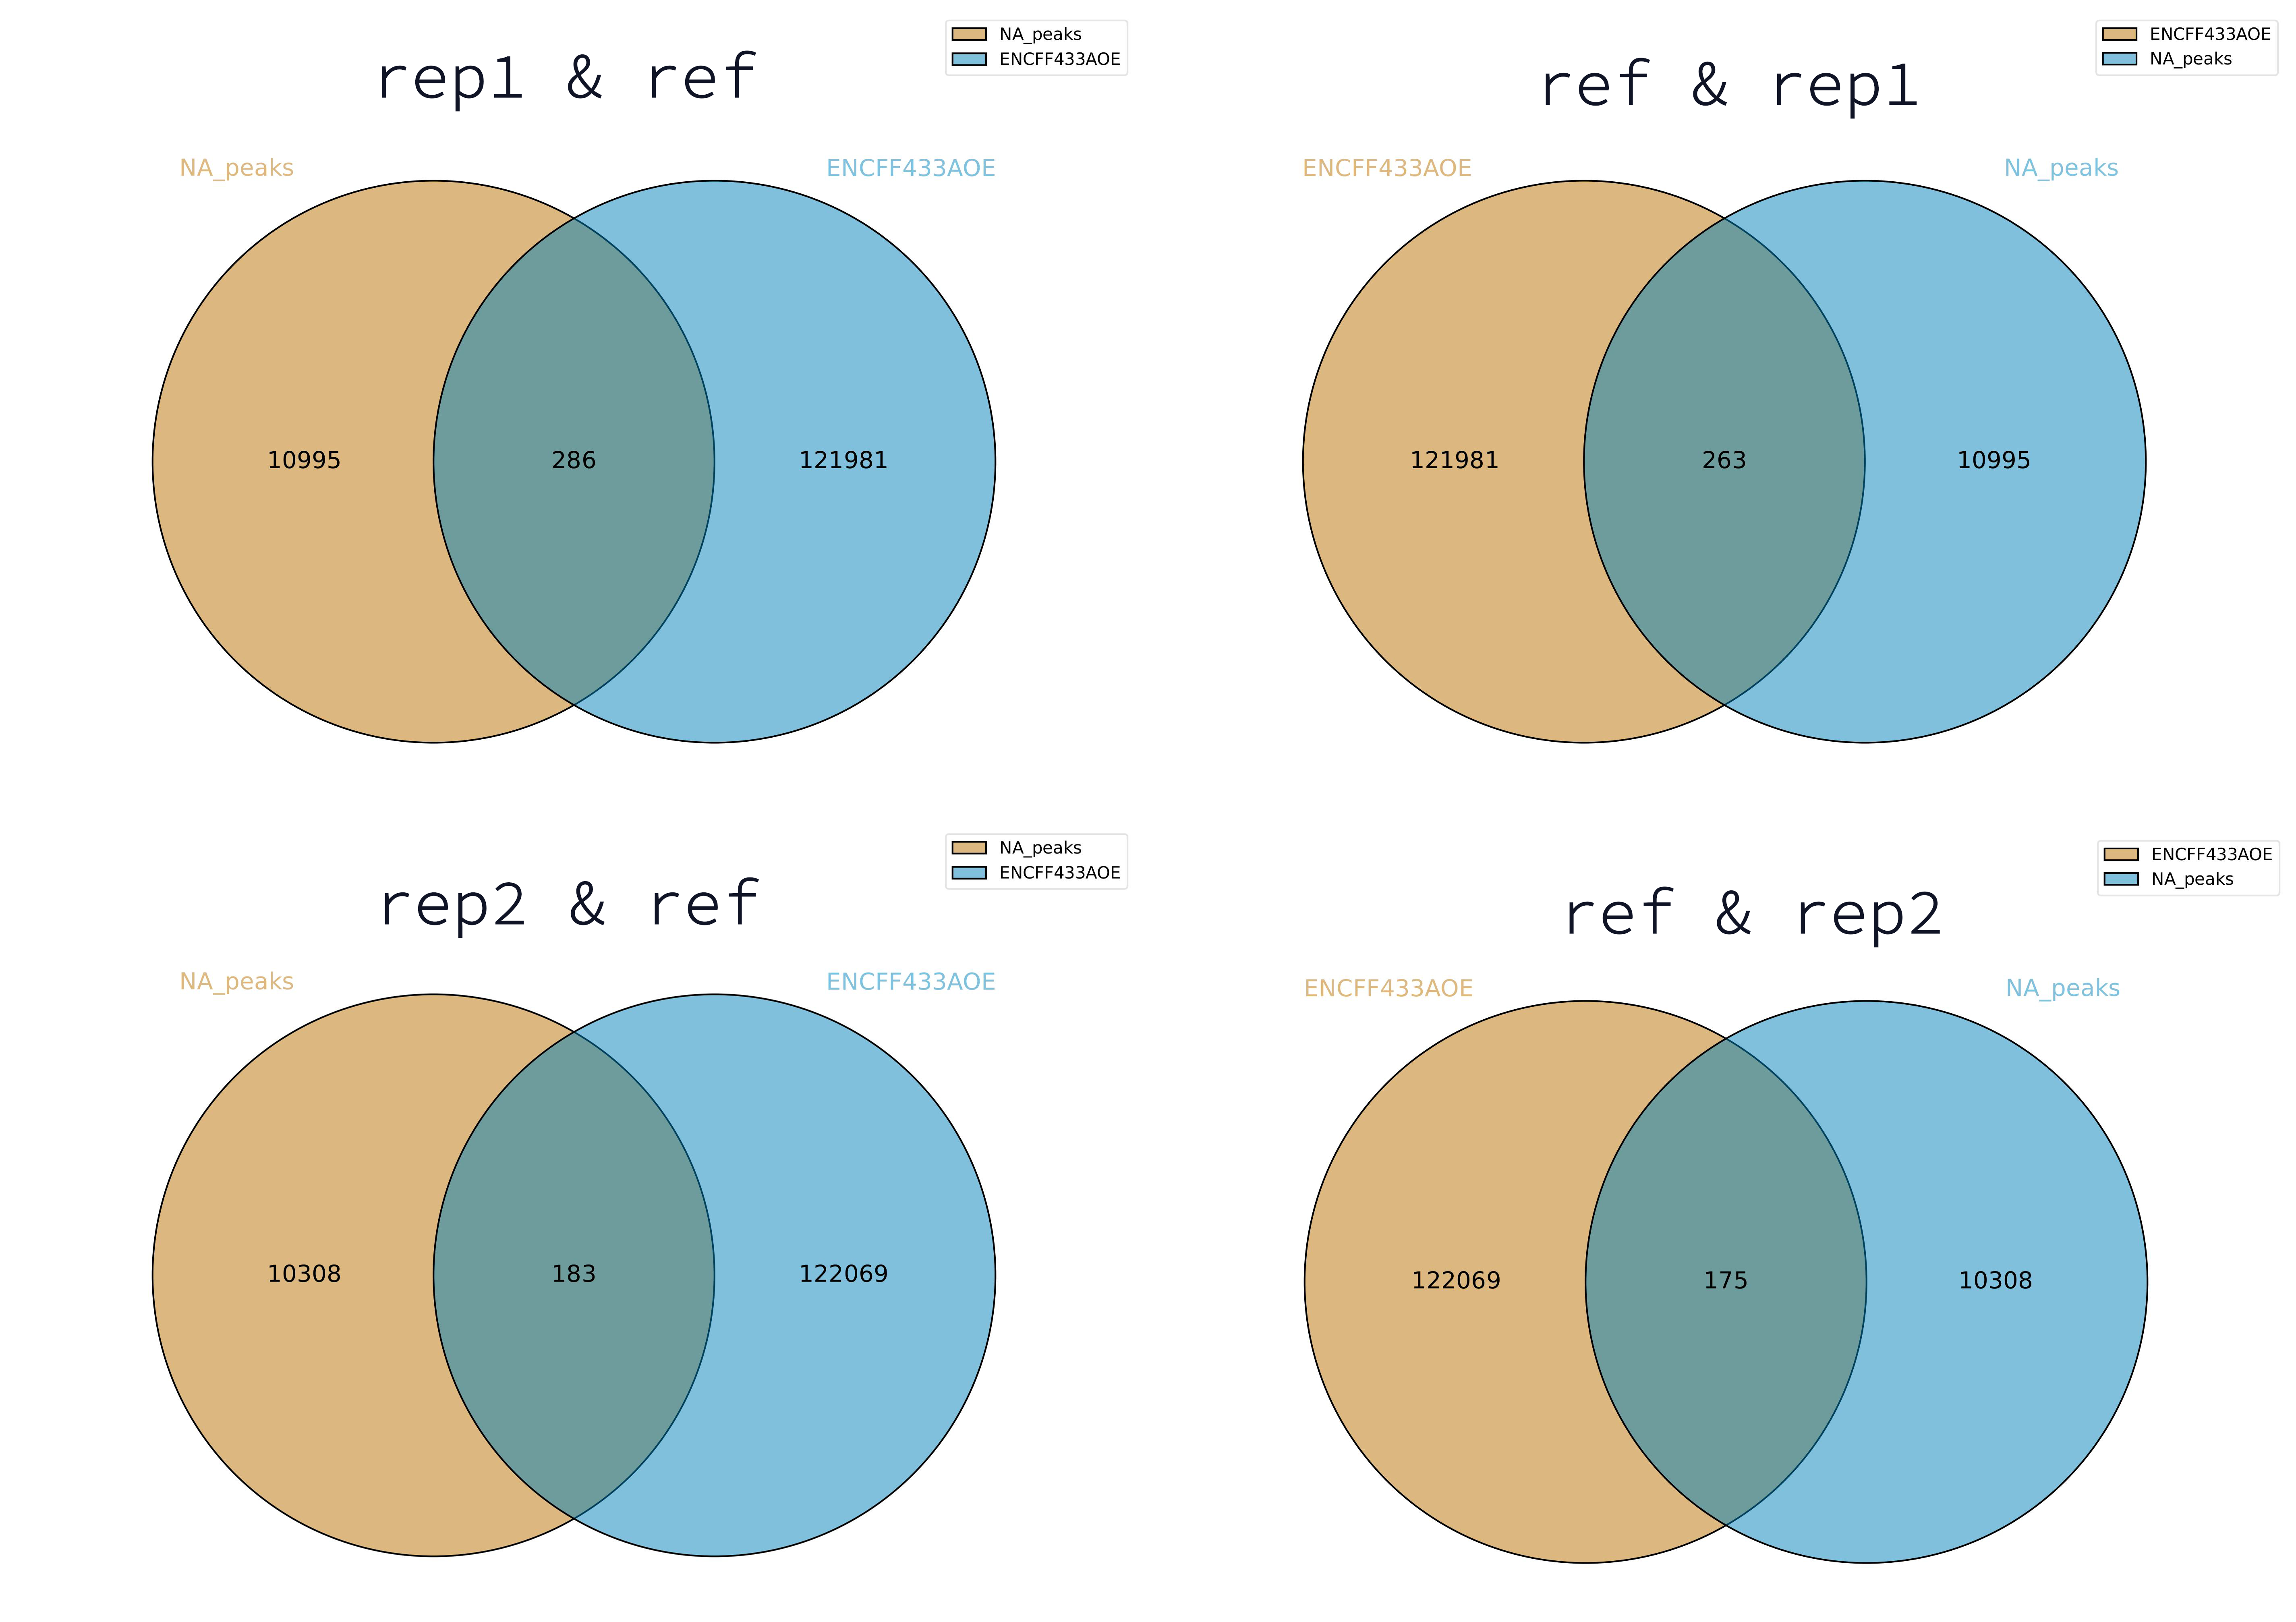 rep1 & ref
NA_peaks
ENCFF433AOE
NA_peaks
ENCFF433AOE
10995
286
121981
ref & rep1
ENCFF433AOE
NA_peaks
ENCFF433AOE
NA_peaks
121981
263
10995
rep2 & ref
NA_peaks
ENCFF433AOE
NA_peaks
ENCFF433AOE
10308
183
122069
ref & rep2
ENCFF433AOE
NA_peaks
ENCFF433AOE
NA_peaks
122069
175
10308